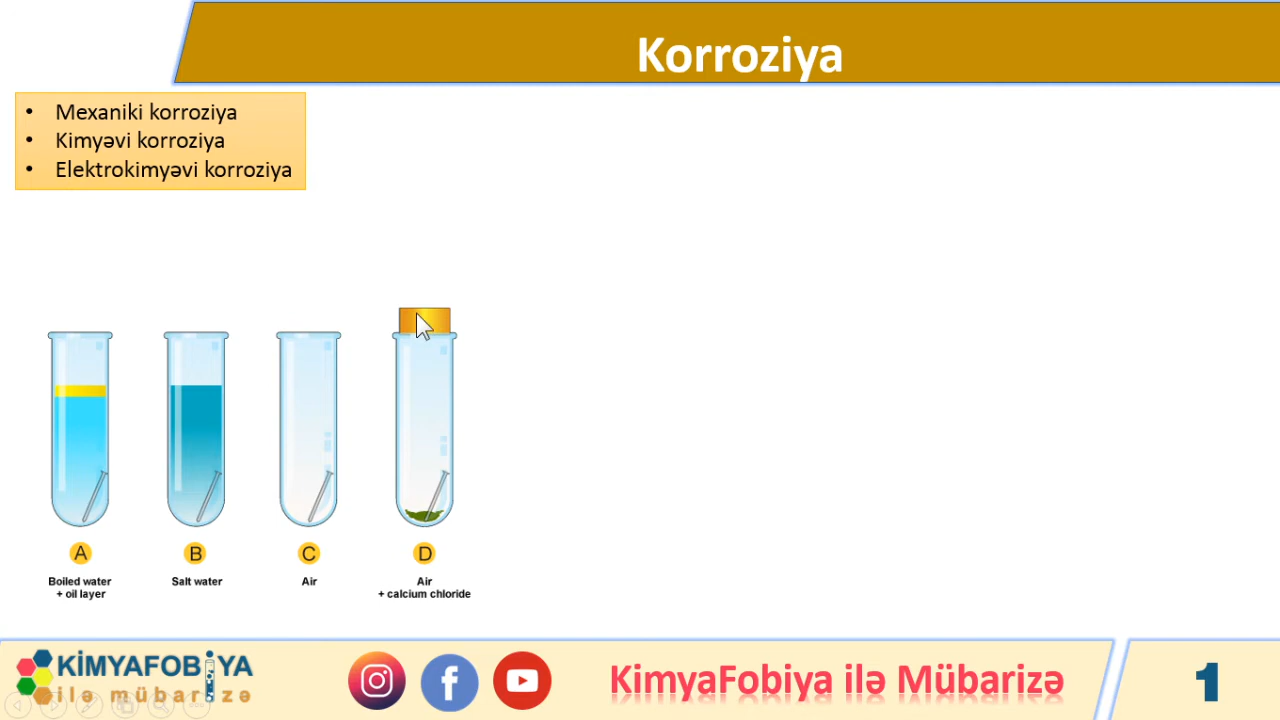 Korroziya
• Mexaniki korroziya
• Kimyəvi korroziya
• Elektrokimyəvi korroziya
A B C D
Boiled water
+ oil layer
Salt water
Air
Air
+ calcium chloride
KİMYAFOBİYA
ilə mübarizə
KimyaFobiya ilə Mübarizə
1